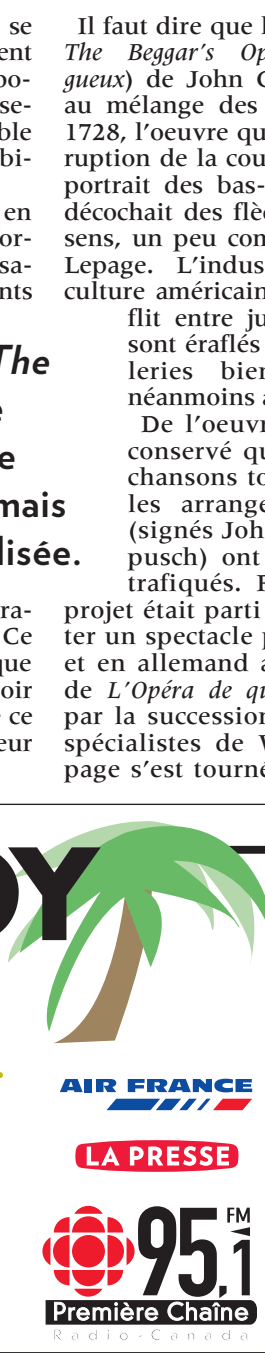 se
ent
po-
se-
ble
bi-
en
or-
sa-
nts
The
e
e
mais
lisée.
ra-
Ce
que
oir
ce
eur
Il faut dire que l
The Beggar's Op
gueux) de John G
au mélange des
1728, l'oeuvre qu
ruption de la cou
portrait des bas-
décochait des flè
sens, un peu con
Lepage. L'indus
culture américain
flit entre ju
sont éraflés
leries bien
néanmoins a
De l'oeuvr
conservé qu
chansons to
les arrange
(signés Joh
pusch) ont
trafiqués. F
projet était parti
ter un spectacle p
et en allemand a
de L'Opéra de qu
par la succession
spécialistes de W
page s'est tourné
OY
AIR FRANCE
LA PRESSE
95,1 FM
Première Chaîne
Radio-Canada